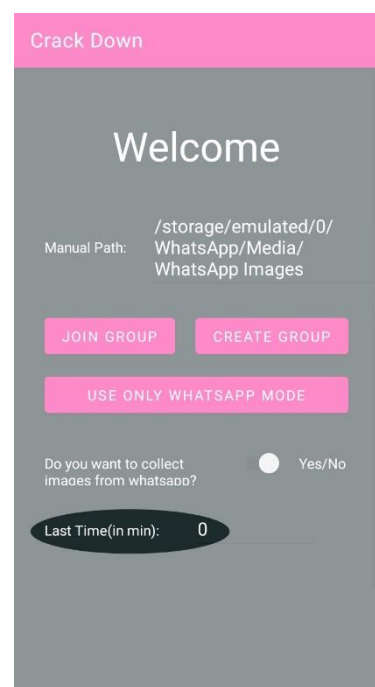 Crack Down
Welcome
Manual Path:
/storage/emulated/0/
WhatsApp/Media/
WhatsApp Images
JOIN GROUP
CREATE GROUP
USE ONLY WHATSAPP MODE
Do you want to collect
images from whatsapp?
Yes/No
Last Time(in min): 0